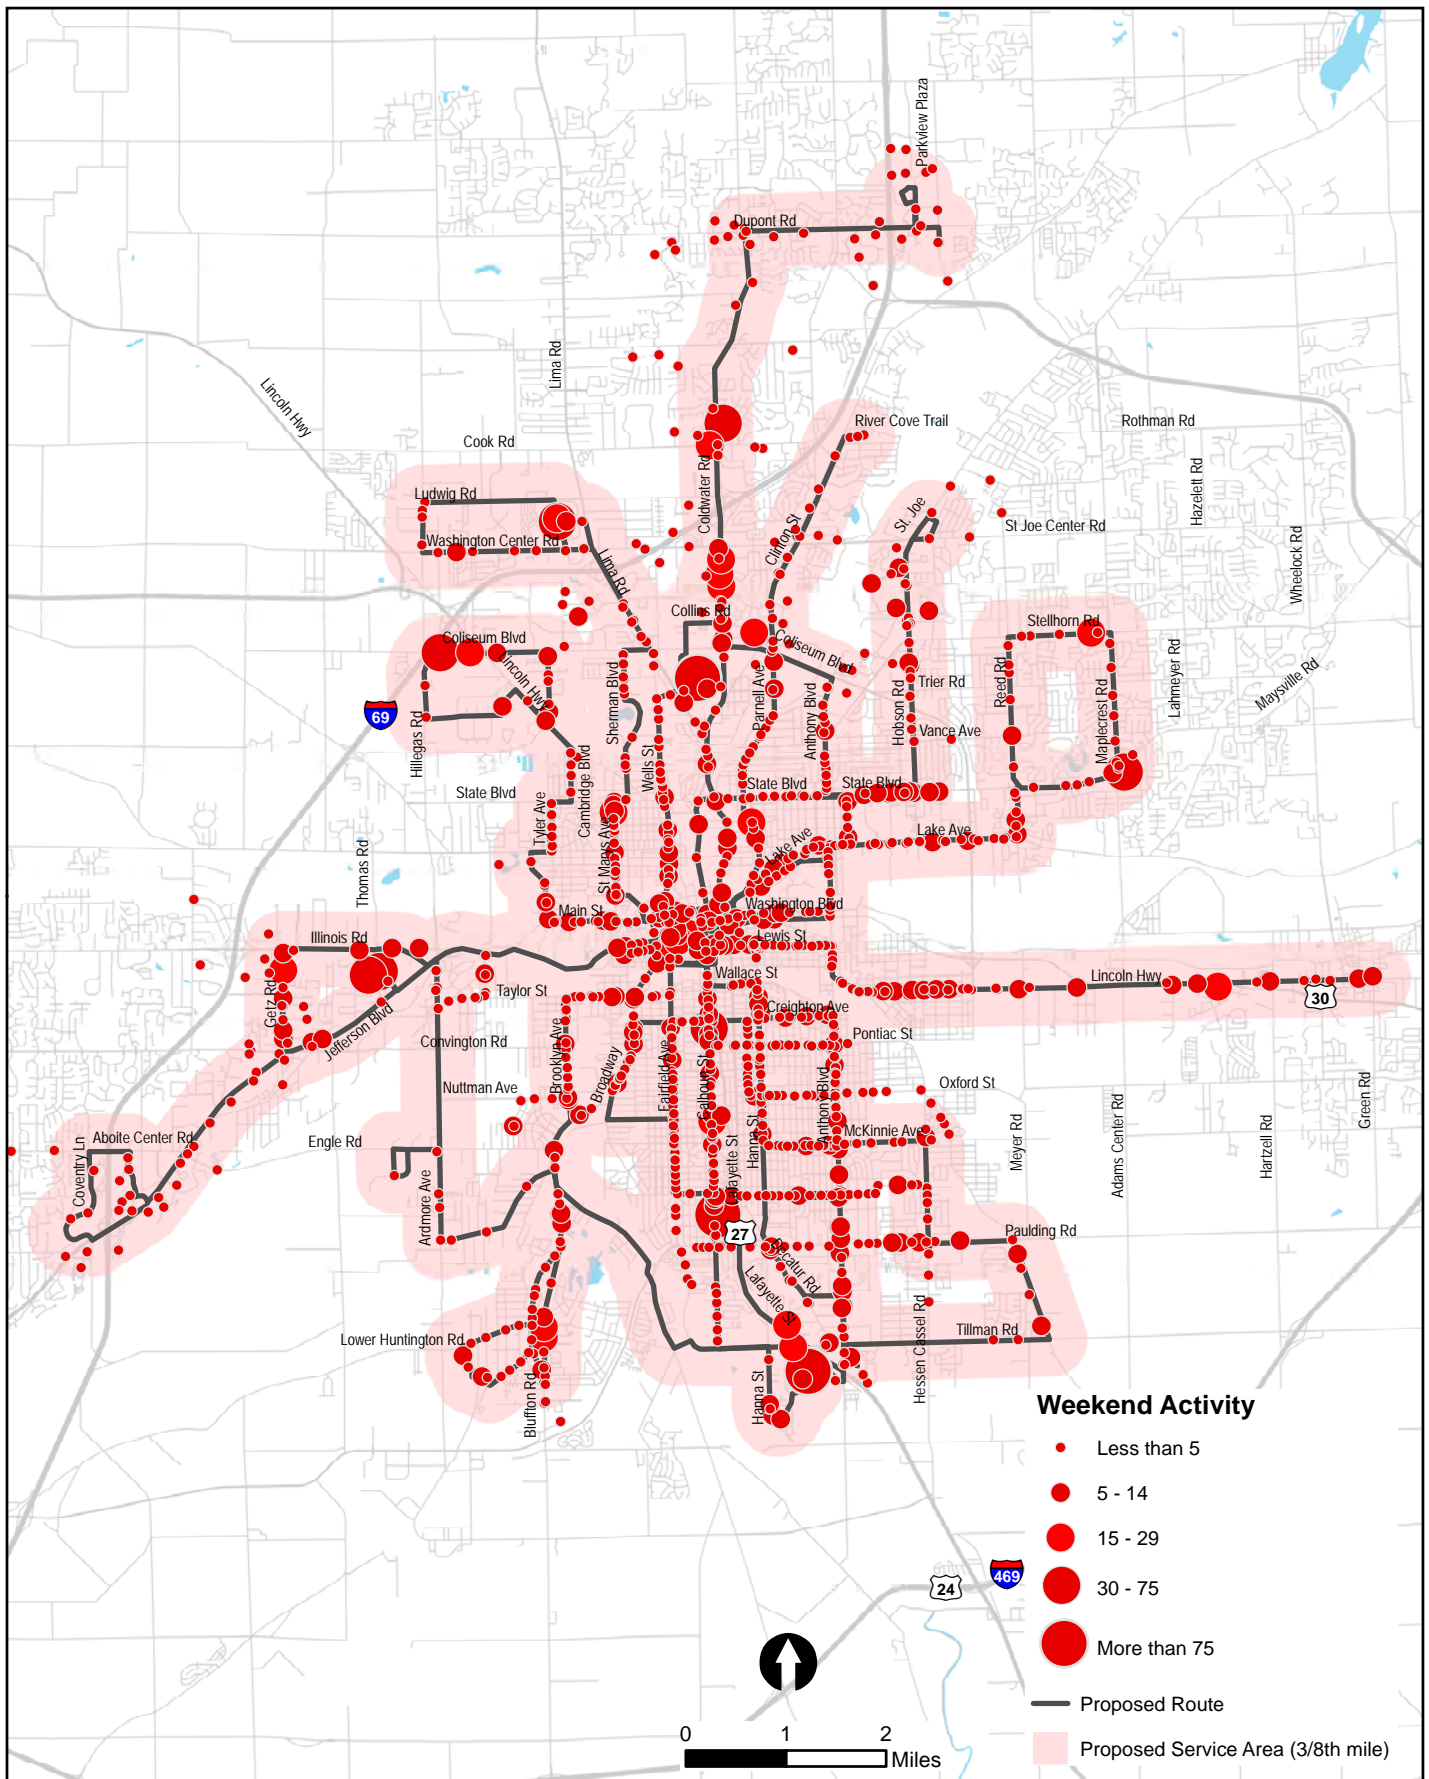 Parkview Plaza
Dupont Rd
Lima Rd
Lincoln Hwy
Cook Rd
River Cove Trail
Rothman Rd
Ludwig Rd
Coldwater Rd
Hazelett Rd
St. Joe
St Joe Center Rd
Washington Center Rd
Clinton St
Wheelock Rd
Lima Rd
Collins Rd
Stellhorn Rd
Coliseum Blvd
Coliseum Blvd
Lincoln Hwy
Sherman Blvd
Parnell Ave
Anthony Blvd
Hobson Rd
Trier Rd
Reed Rd
Maplecrest Rd
Lahmeyer Rd
Maysville Rd
69
Hillegas Rd
Vance Ave
Wells St
Cambridge Blvd
State Blvd
State Blvd
State Blvd
Tyler Ave
St Marys Ave
Lake Ave
Lake Ave
Thomas Rd
Main St
Washington Blvd
Illinois Rd
Lewis St
Wallace St
Lincoln Hwy
30
Getz Rd
Taylor St
Creighton Ave
Jefferson Blvd
Convington Rd
Pontiac St
Brooklyn Ave
Broadway
Fairfield Ave
Calhoun St
Anthony Blvd
Nuttman Ave
Oxford St
Green Rd
Aboite Center Rd
Engle Rd
Coventry Ln
Hanna St
McKinnie Ave
Meyer Rd
Adams Center Rd
Hartzell Rd
Lafayette St
Ardmore Ave
27
Decatur Rd
Paulding Rd
Lafayette St
Lower Huntington Rd
Tillman Rd
Hessen Cassel Rd
Bluffton Rd
Hanna St
Weekend Activity
Less than 5
5 - 14
15 - 29
30 - 75
More than 75
Proposed Route
Proposed Service Area (3/8th mile)
469
24
0 1 2
Miles